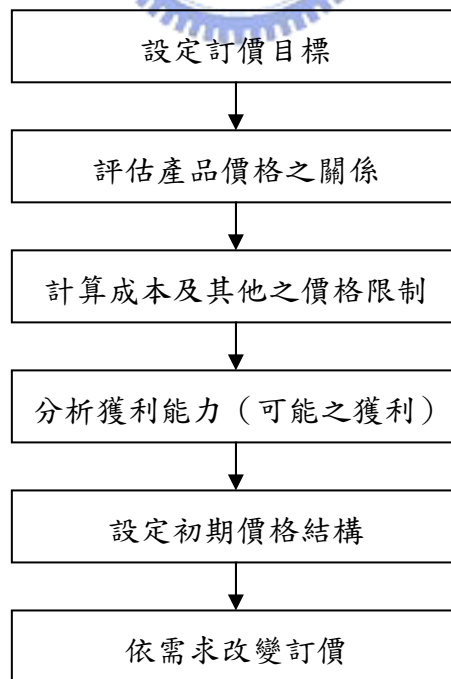 設定訂價目標
評估產品價格之關係
計算成本及其他之價格限制
分析獲利能力（可能之獲利）
設定初期價格結構
依需求改變訂價